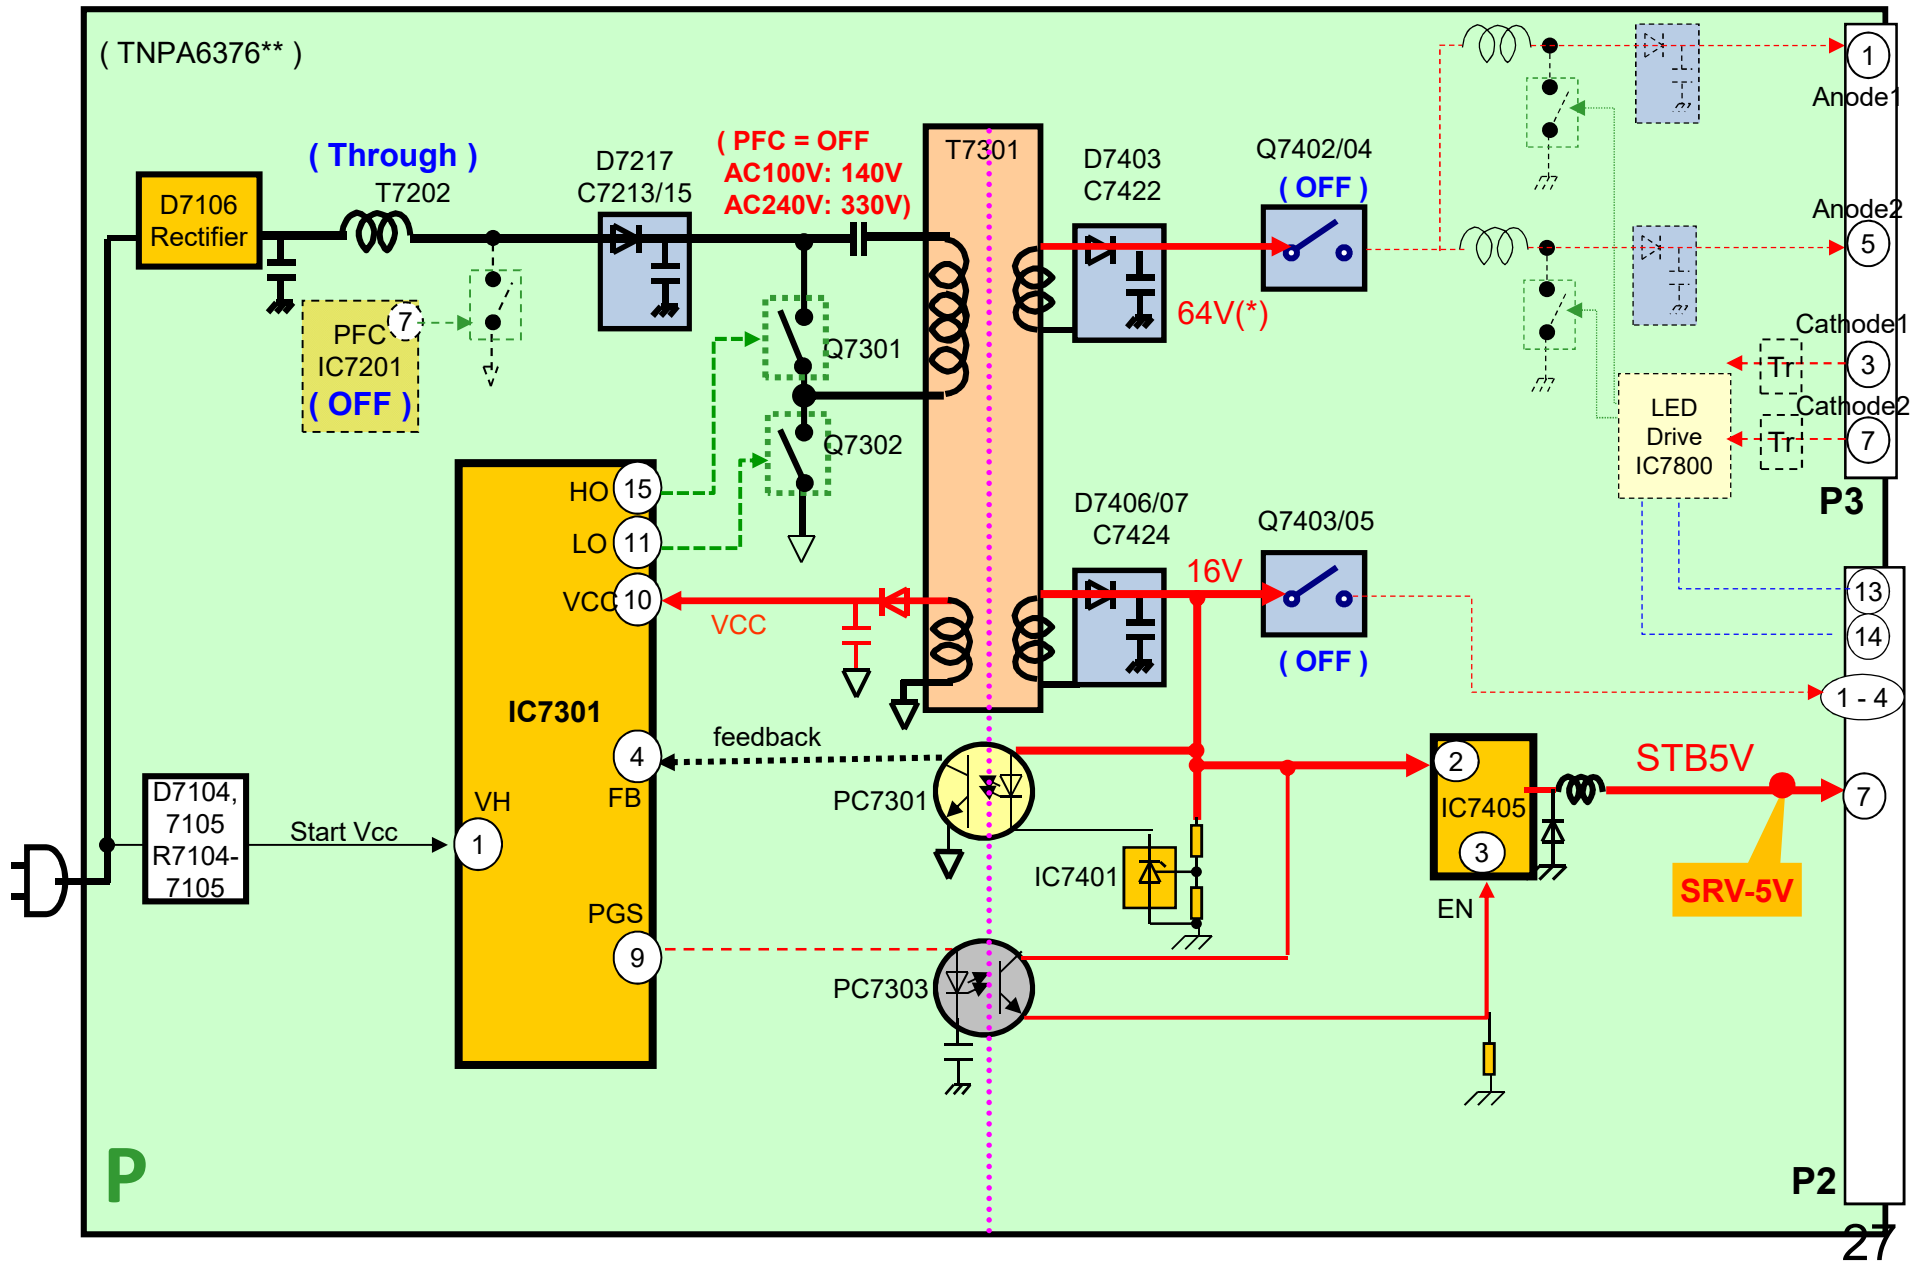 ( TNPA6376** )
( Through )
T7202
D7106
Rectifier
D7217
C7213/15
( PFC = OFF
AC100V: 140V
AC240V: 330V)
T7301
D7403
C7422
Q7402/04
( OFF )
64V(*)
1
Anode1
Anode2
5
Cathode1
Tr
3
Cathode2
Tr
7
LED
Drive
IC7800
P3
PFC
7
IC7201
( OFF )
Q7301
Q7302
HO
15
LO
11
VCC
10
VCC
IC7301
D7406/07
C7424
16V
Q7403/05
( OFF )
13
14
1 - 4
feedback
4
FB
PC7301
IC7401
2
IC7405
3
EN
STB5V
7
SRV-5V
D7104,
7105
R7104-
7105
Start Vcc
VH
1
PGS
9
PC7303
P
P2
27